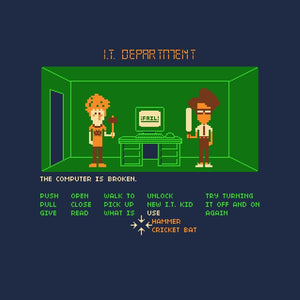 I.T. DEPARTMENT
¡FAIL!
THE COMPUTER IS BROKEN.
PUSH OPEN WALK TO UNLOCK TRY TURNING
PULL CLOSE PICK UP NEW I.T. KID IT OFF AND ON
GIVE READ WHAT IS USE AGAIN
HAMMER
CRICKET BAT